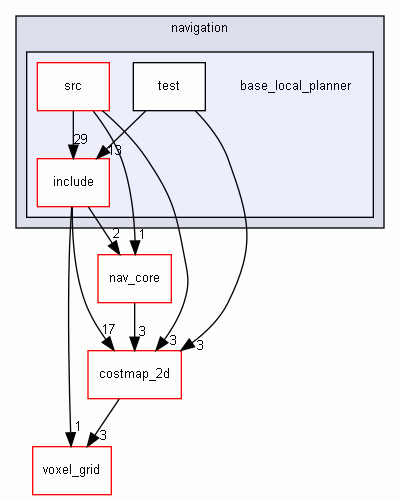 navigation
src
test
base_local_planner
29
13
include
2
1
nav_core
17
3
3
3
costmap_2d
1
3
voxel_grid